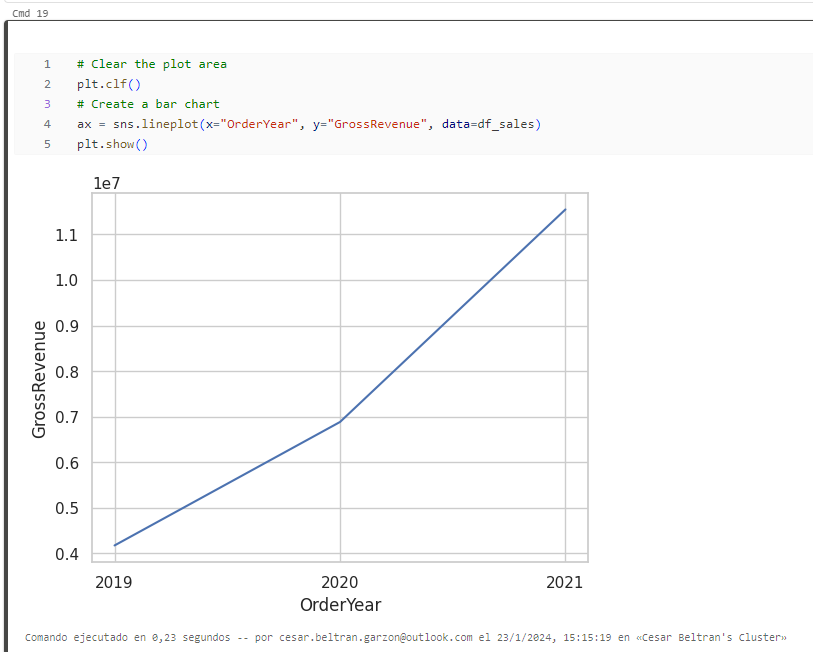 Cmd 19
1 # Clear the plot area
2 plt.clf()
3 # Create a bar chart
4 ax = sns.lineplot(x="OrderYear", y="GrossRevenue", data=df_sales)
5 plt.show()
1e7
1.1
1.0
0.9
0.8
0.7
0.6
0.5
0.4
GrossRevenue
2019 2020 2021
OrderYear
Comando ejecutado en 0,23 segundos -- por cesar.beltran.garzon@outlook.com el 23/1/2024, 15:15:19 en «Cesar Beltran's Cluster»